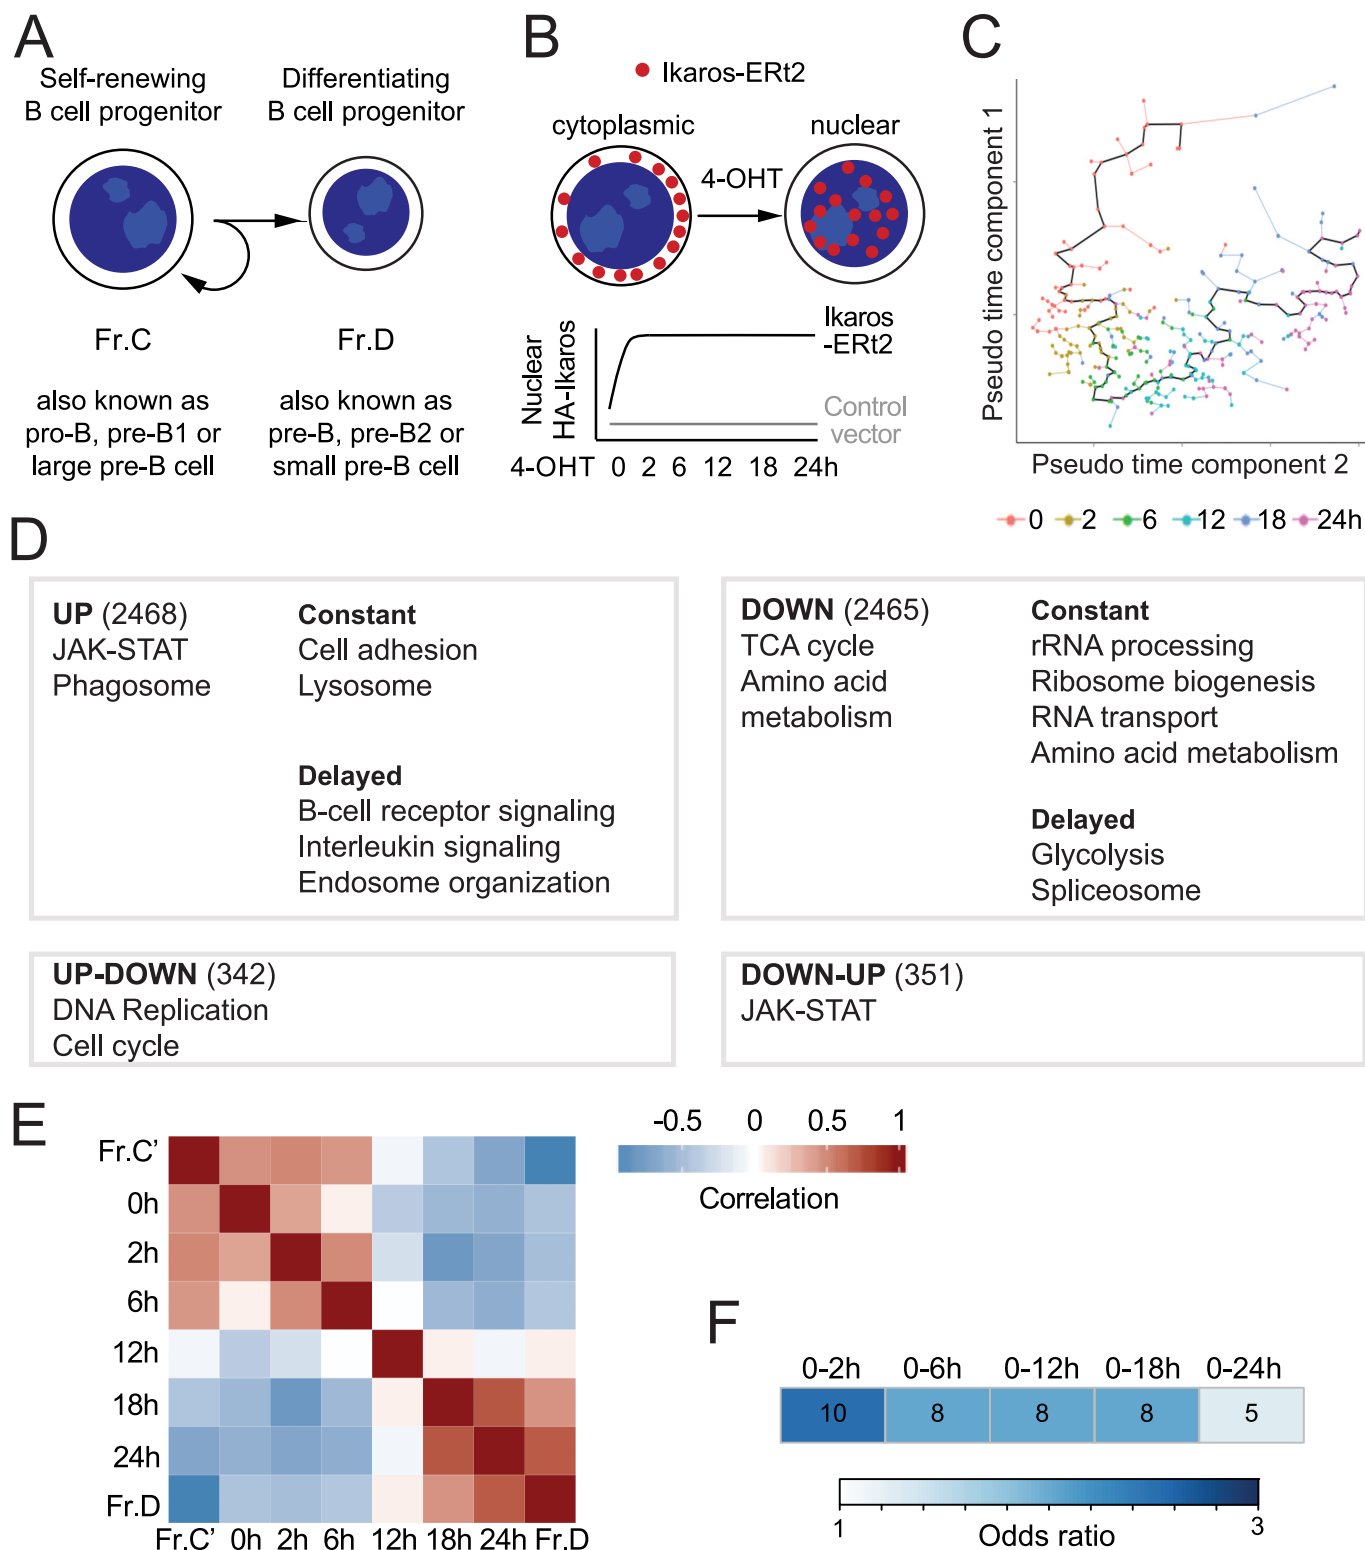 A
Self-renewing
B cell progenitor
Differentiating
B cell progenitor
Fr.C
Fr.D
also known as
pro-B, pre-B1 or
large pre-B cell
also known as
pre-B, pre-B2 or
small pre-B cell
B
Ikaros-ERt2
cytoplasmic
nuclear
4-OHT
Nuclear
HA-Ikaros
Ikaros
-ERt2
Control
vector
4-OHT 0 2 6 12 18 24h
C
Pseudo time component 1
Pseudo time component 2
0 2 6 12 18 24h
D
UP (2468)
JAK-STAT
Phagosome
Constant
Cell adhesion
Lysosome
Delayed
B-cell receptor signaling
Interleukin signaling
Endosome organization
DOWN (2465)
TCA cycle
Amino acid
metabolism
Constant
rRNA processing
Ribosome biogenesis
RNA transport
Amino acid metabolism
Delayed
Glycolysis
Spliceosome
UP-DOWN (342)
DNA Replication
Cell cycle
DOWN-UP (351)
JAK-STAT
E
Fr.C'
0h
2h
6h
12h
18h
24h
Fr.D
Fr.C' 0h 2h 6h 12h 18h 24h Fr.D
-0.5 0 0.5 1
Correlation
F
0-2h 0-6h 0-12h 0-18h 0-24h
10 8 8 8 5
1 3
Odds ratio